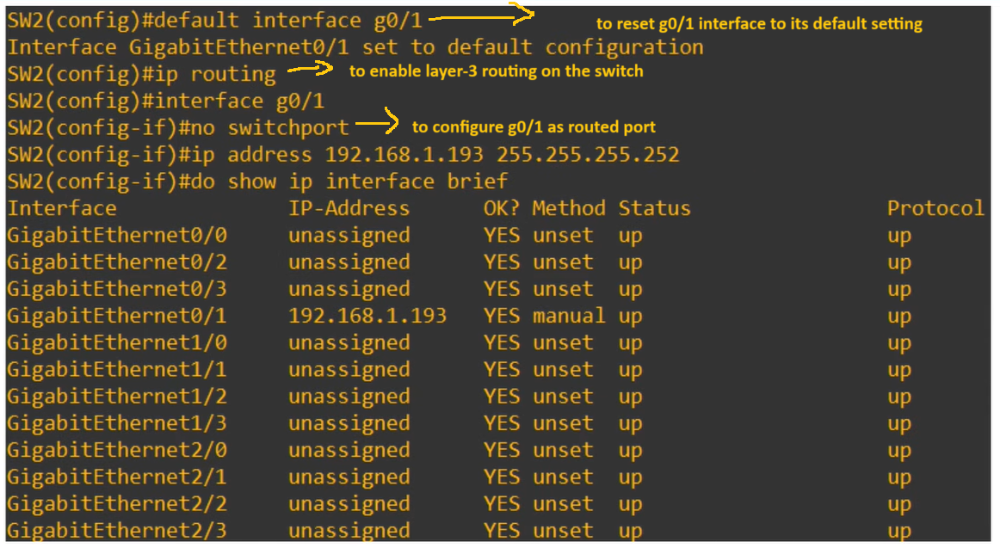 SW2(config)#default interface g0/1 to reset g0/1 interface to its default setting
Interface GigabitEthernet0/1 set to default configuration
SW2(config)#ip routing to enable layer-3 routing on the switch
SW2(config)#interface g0/1
SW2(config-if)#no switchport to configure g0/1 as routed port
SW2(config-if)#ip address 192.168.1.193 255.255.255.252
SW2(config-if)#do show ip interface brief
Interface IP-Address OK? Method Status Protocol
GigabitEthernet0/0 unassigned YES unset up up
GigabitEthernet0/2 unassigned YES unset up up
GigabitEthernet0/3 unassigned YES unset up up
GigabitEthernet0/1 192.168.1.193 YES manual up up
GigabitEthernet1/0 unassigned YES unset up up
GigabitEthernet1/1 unassigned YES unset up up
GigabitEthernet1/2 unassigned YES unset up up
GigabitEthernet1/3 unassigned YES unset up up
GigabitEthernet2/0 unassigned YES unset up up
GigabitEthernet2/1 unassigned YES unset up up
GigabitEthernet2/2 unassigned YES unset up up
GigabitEthernet2/3 unassigned YES unset up up